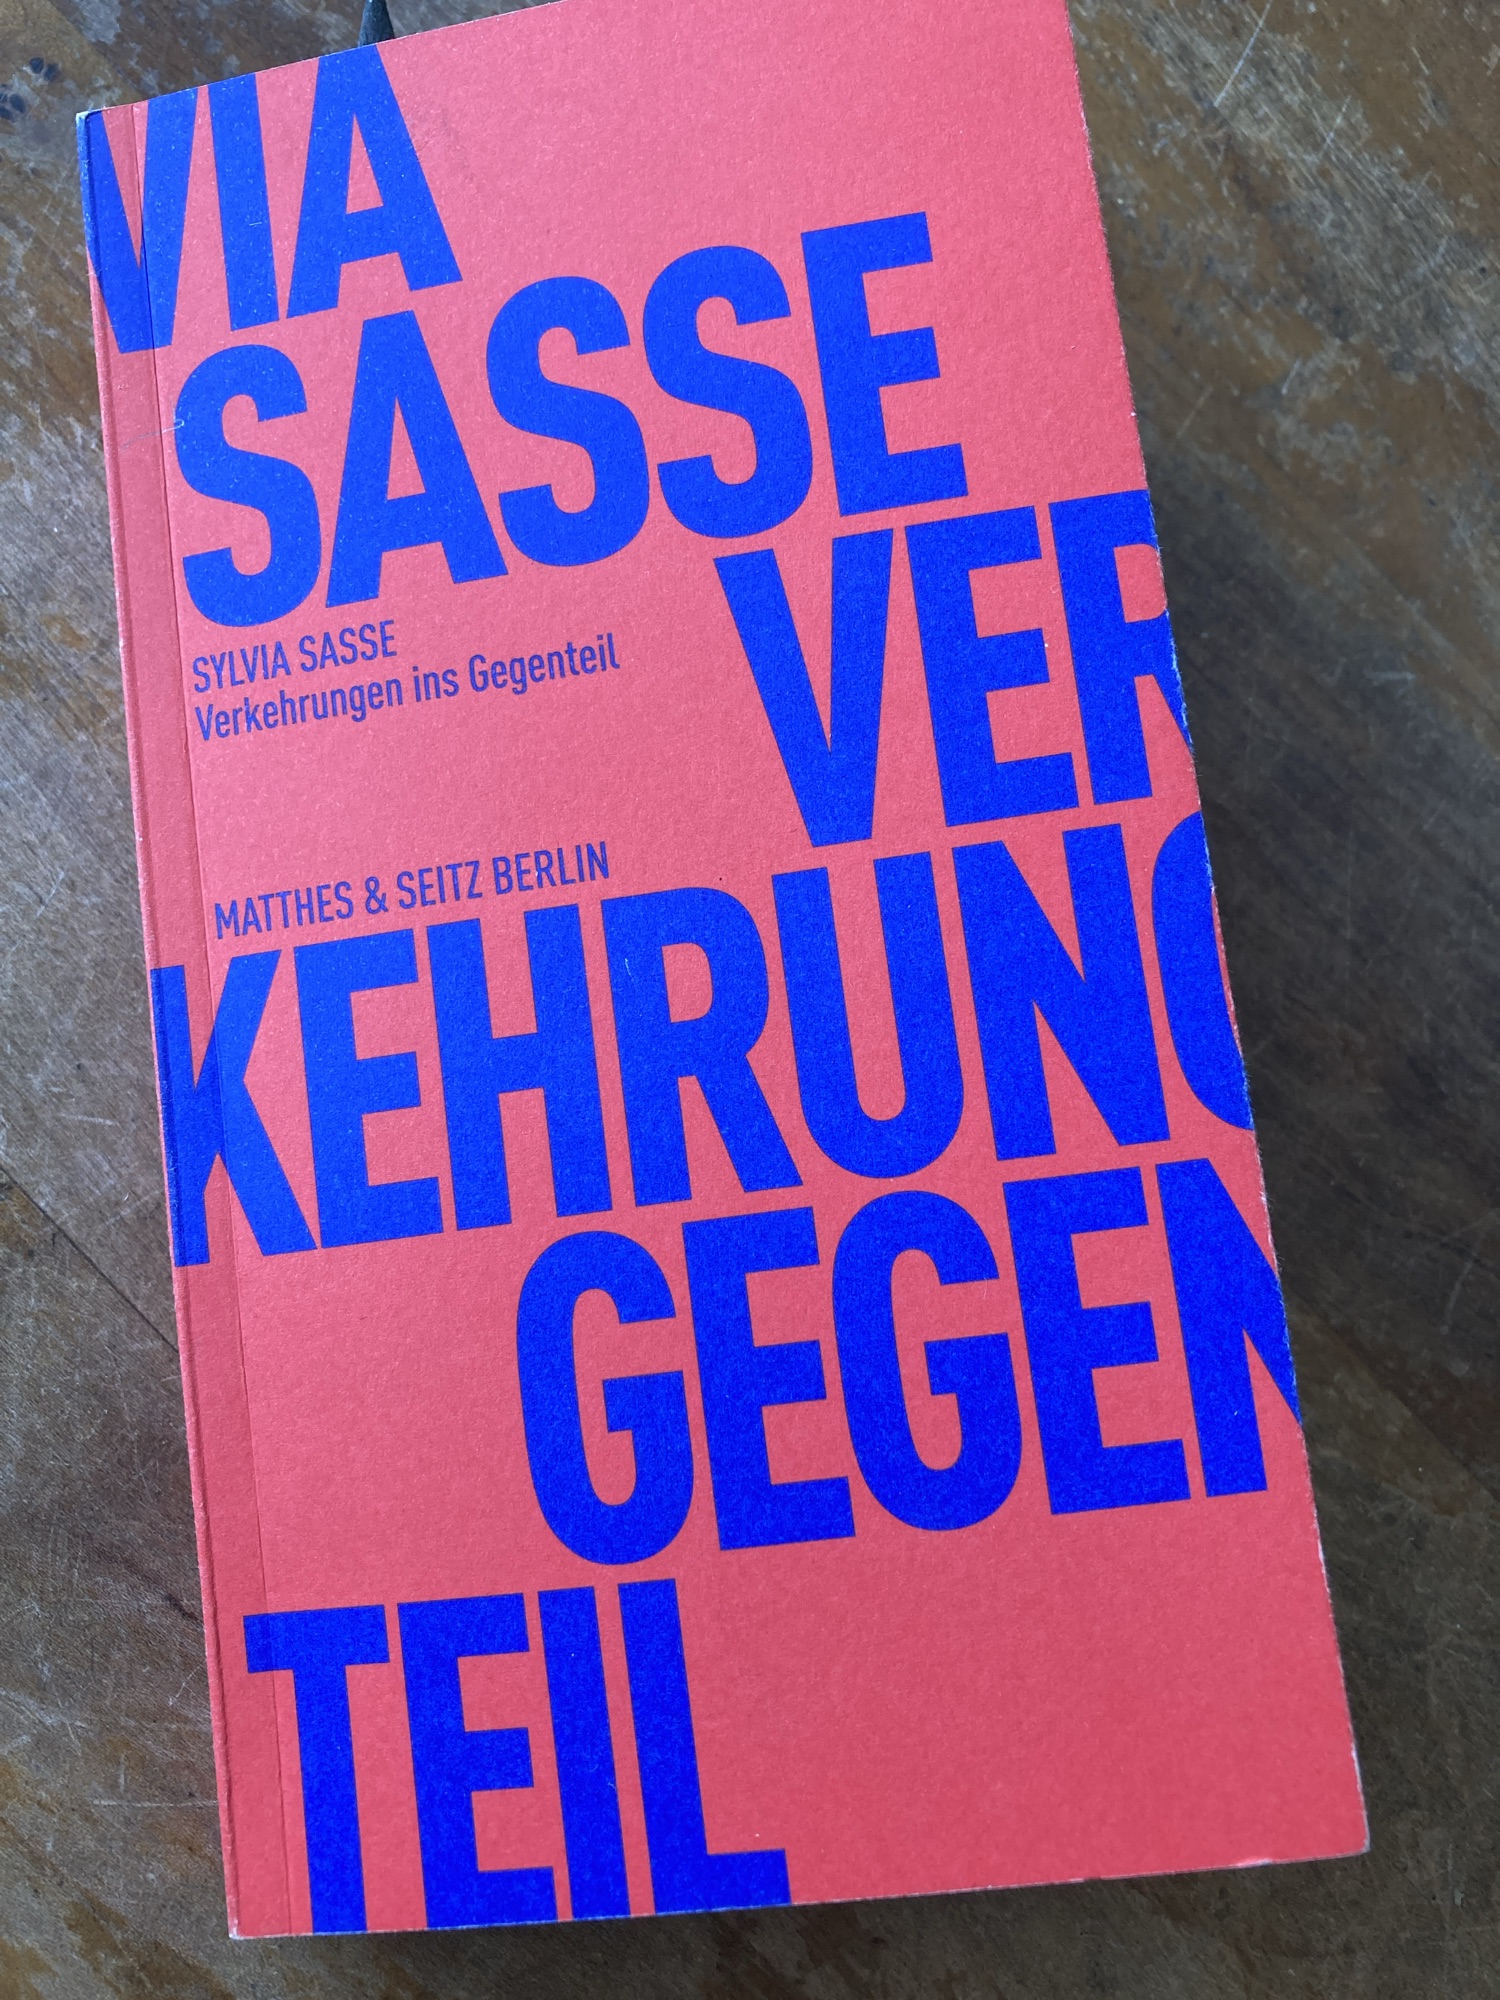 VIA
SASSE
SYLVIA SASSE
Verkehrungen ins Gegenteil
VER
MATTHES & SEITZ BERLIN
KEHRUNG
GEGEN
TEIL